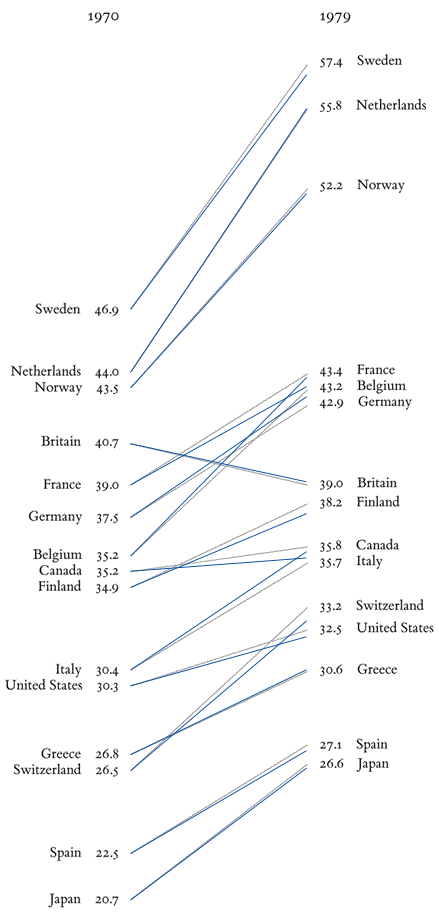 1970 1979
57.4 Sweden
55.8 Netherlands
52.2 Norway
Sweden 46.9
Netherlands 44.0
43.4 France
Norway 43.5
43.2 Belgium
42.9 Germany
Britain 40.7
France 39.0
39.0 Britain
38.2 Finland
Germany 37.5
35.8 Canada
Belgium 35.2
35.7 Italy
Canada 35.2
Finland 34.9
33.2 Switzerland
32.5 United States
Italy 30.4
30.6 Greece
United States 30.3
27.1 Spain
Greece 26.8
26.6 Japan
Switzerland 26.5
Spain 22.5
Japan 20.7